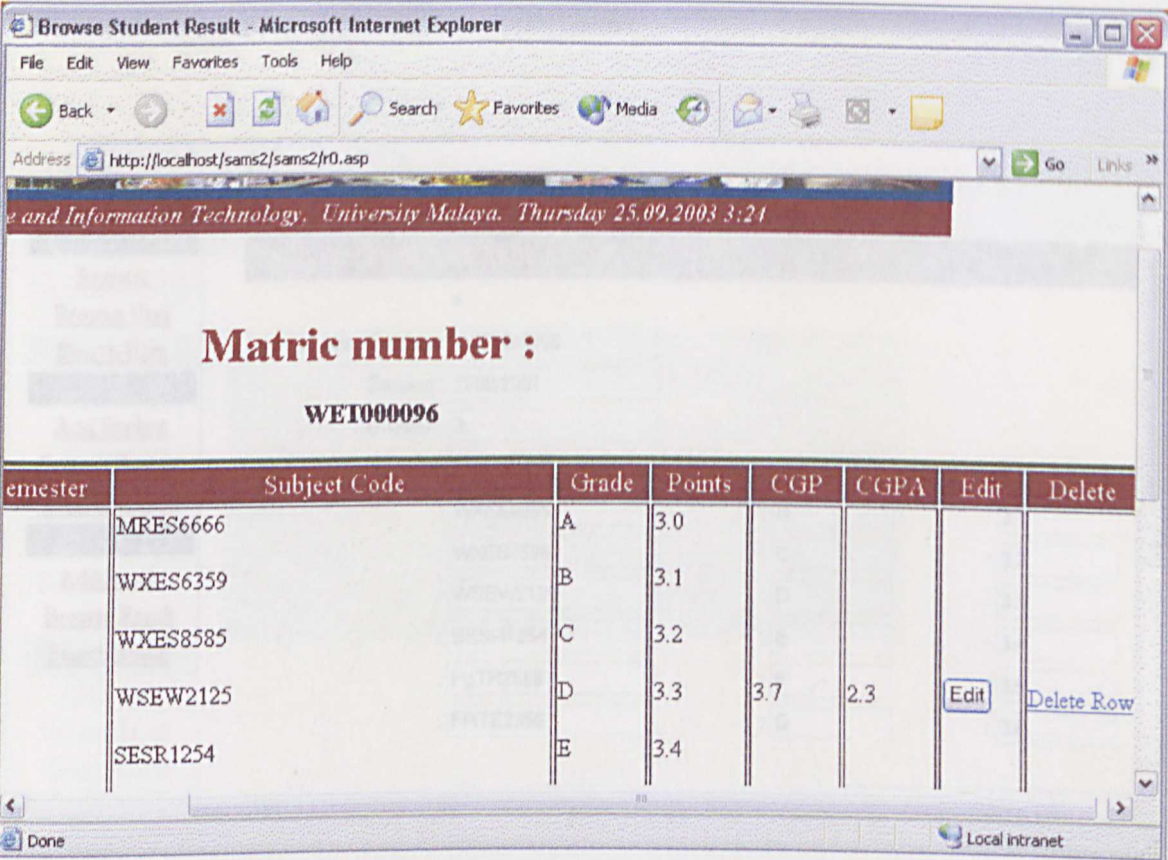 Browse Student Result - Microsoft Internet Explorer
File Edit View Favorites Tools Help
Back Search Favorites Media
Address http://localhost/sams2/sams2/r0.asp Go Links »
e and Information Technology, University Malaya. Thursday 25.09.2003 3:24
Matric number :
WET000096
emester Subject Code Grade Points CGP CGPA Edit Delete
MRES6666 A 3.0
WXES6359 B 3.1
WXES8585 C 3.2
WSEW2125 D 3.3 3.7 2.3 Edit Delete Row
SESR1254 E 3.4
Done Local intranet